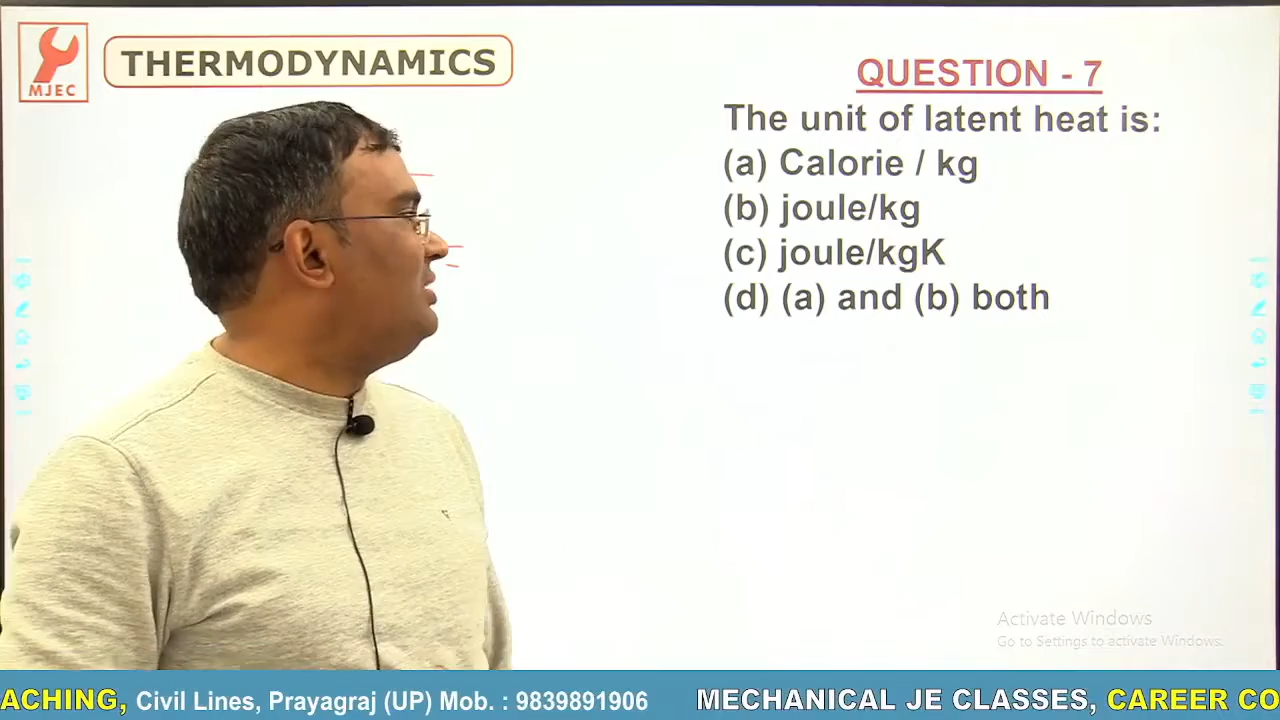 MJEC
THERMODYNAMICS
QUESTION - 7
The unit of latent heat is:
(a) Calorie / kg
(b) joule/kg
(c) joule/kgK
(d) (a) and (b) both
Activate Windows
Go to Settings to activate Windows.
ACHING, Civil Lines, Prayagraj (UP) Mob. : 9839891906 MECHANICAL JE CLASSES, CAREER CO